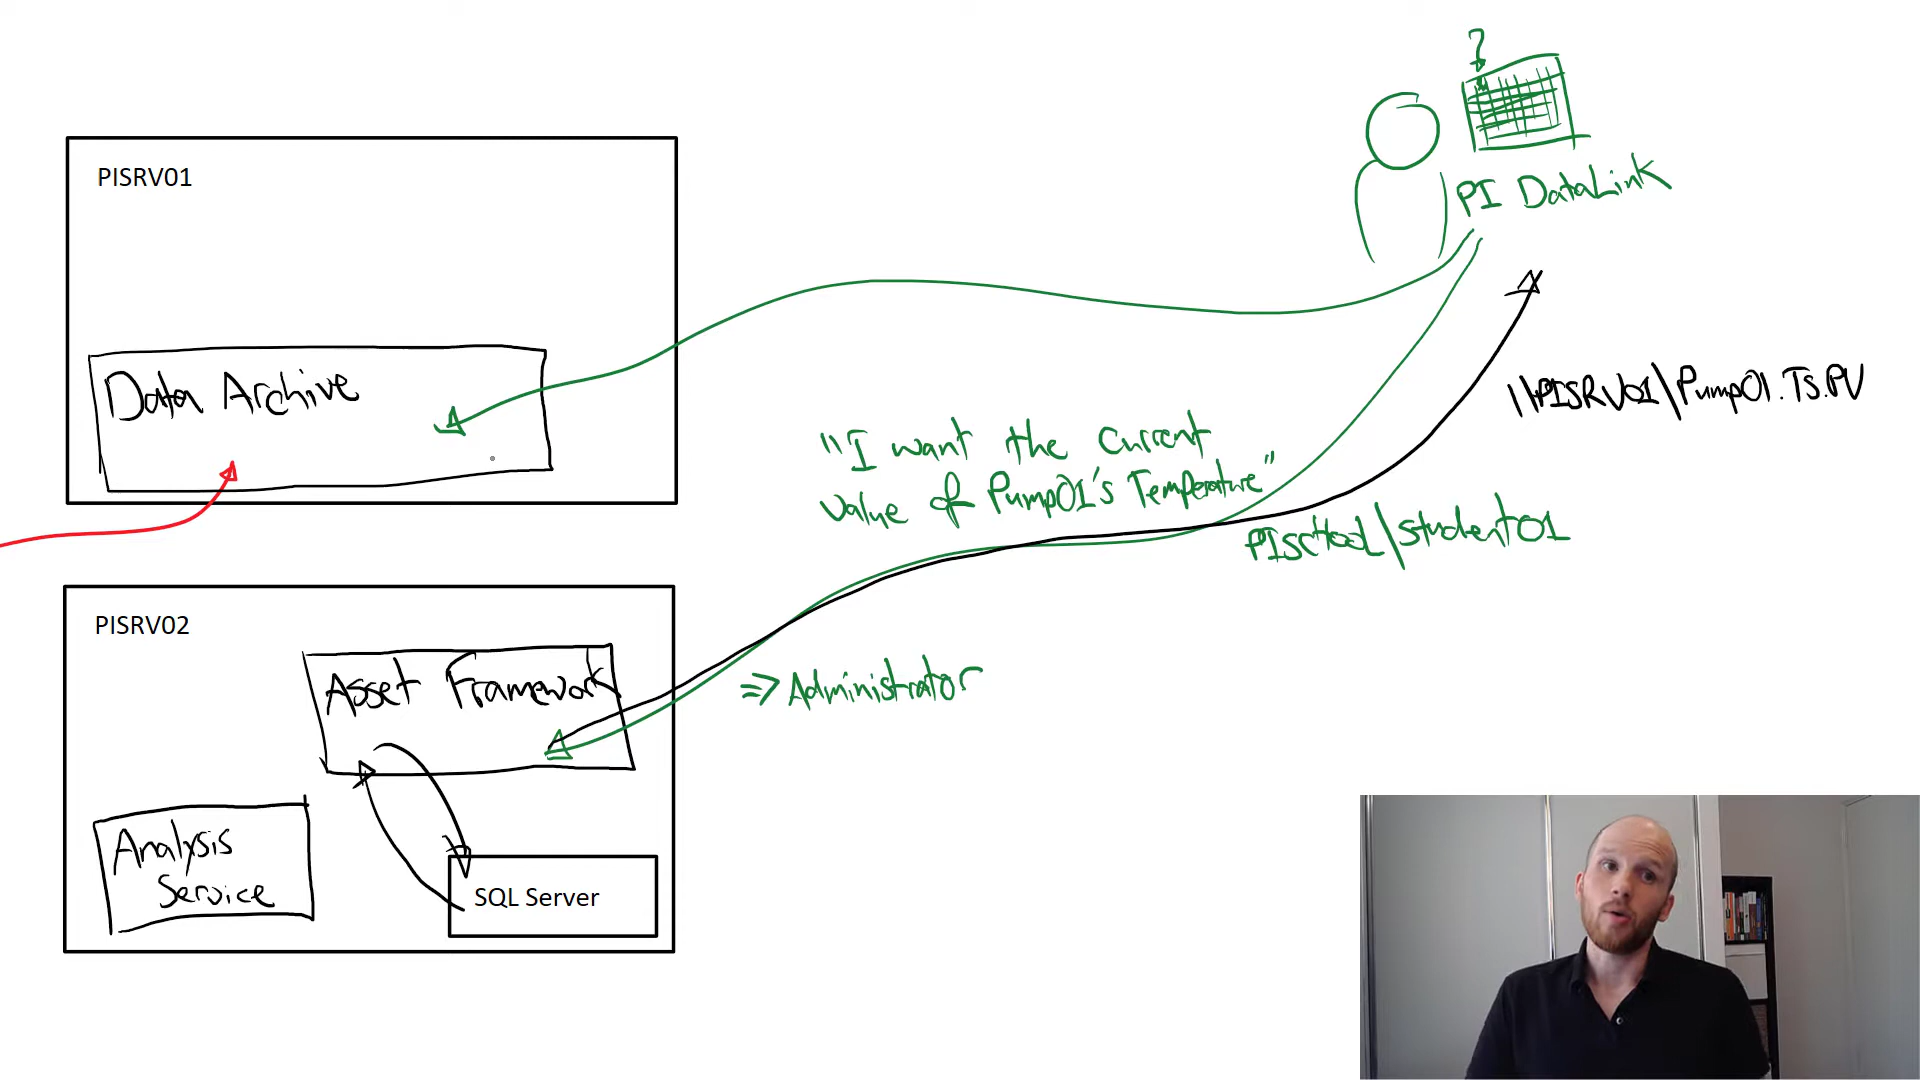 PISRV01
Data Archive
?
PI DataLink
\\PISRV01\Pump01.TS.PV
"I want the current
value of Pump01's Temperature"
PIschool/student01
=> Administrator
PISRV02
Asset Framework
Analysis
Service
SQL Server